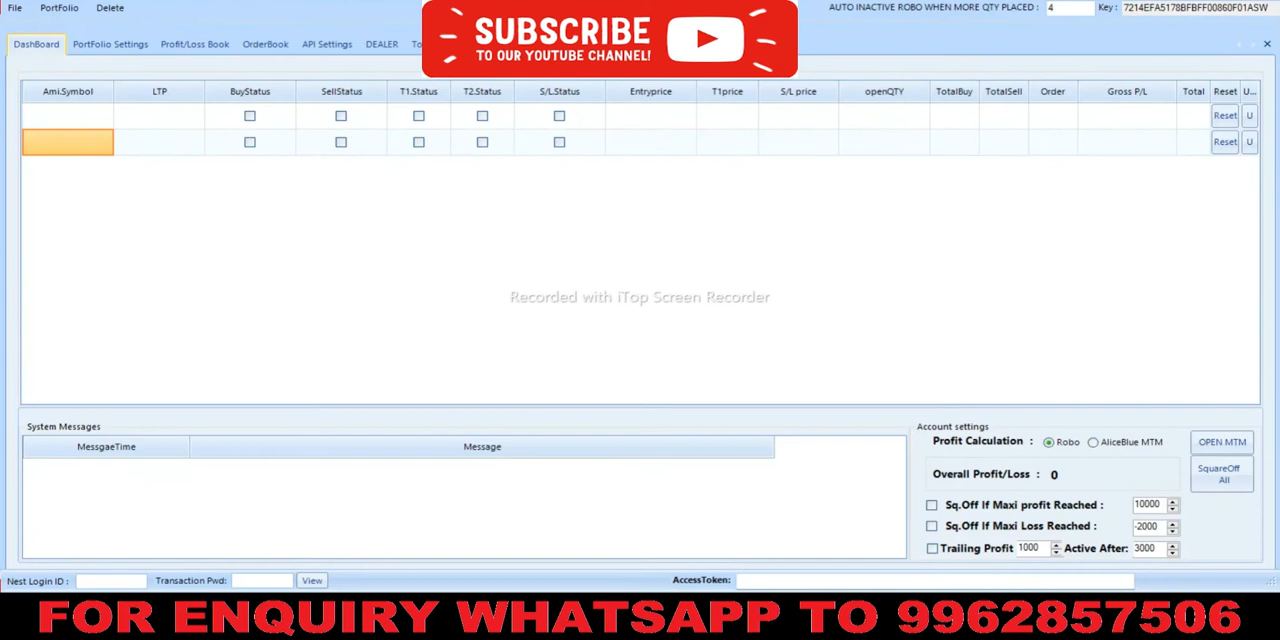 File PortFolio Delete
AUTO INACTIVE ROBO WHEN MORE QTY PLACED : 4 Key : 7214EFA5178BFBFF00860F01ASW
SUBSCRIBE
TO OUR YOUTUBE CHANNEL!
DashBoard PortFolio Settings Profit/Loss Book OrderBook API Settings DEALER
Ami.Symbol LTP BuyStatus SellStatus T1.Status T2.Status S/L.Status Entryprice T1price S/L price openQTY TotalBuy TotalSell Order Gross P/L Total Reset U...
Reset U
Reset U
Recorded with iTop Screen Recorder
System Messages
MessgaeTime Message
Account settings
Profit Calculation : Robo AliceBlue MTM OPEN MTM
Overall Profit/Loss : 0
SquareOff
All
Sq.Off If Maxi profit Reached : 10000
Sq.Off If Maxi Loss Reached : -2000
Trailing Profit 1000 Active After: 3000
Nest Login ID : Transaction Pwd: View AccessToken:
FOR ENQUIRY WHATSAPP TO 9962857506